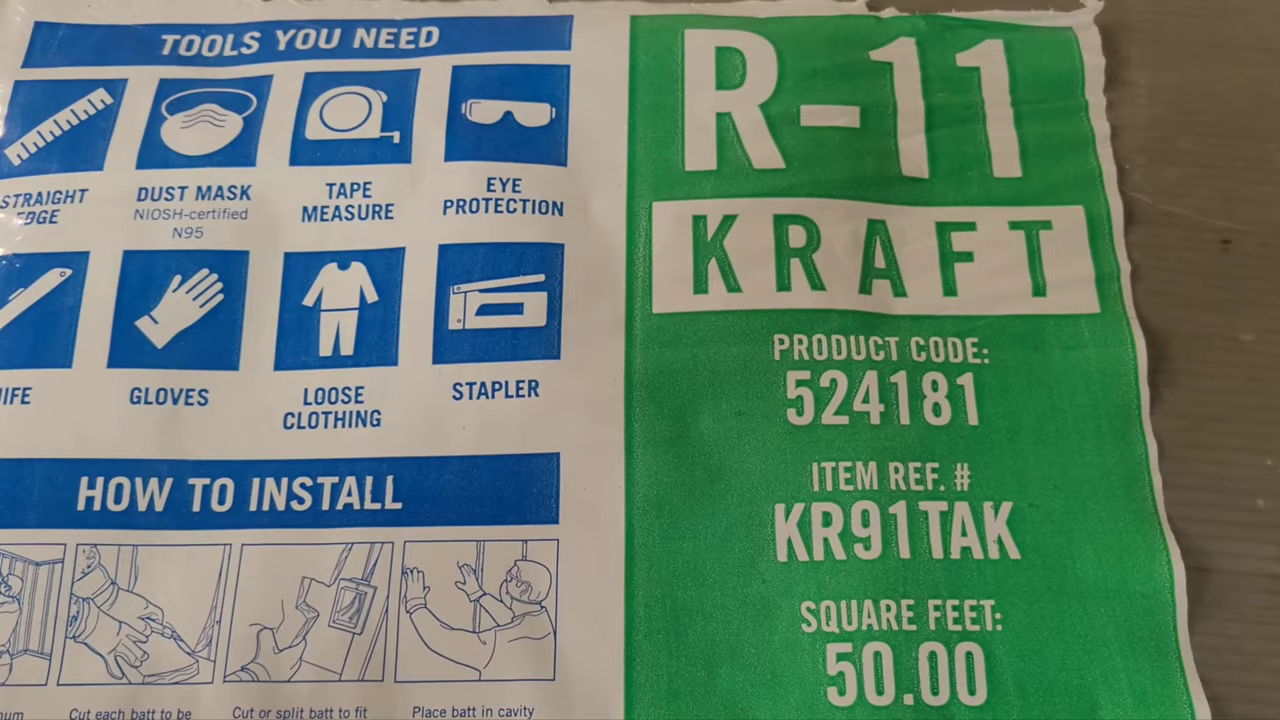 TOOLS YOU NEED
STRAIGHT
EDGE
DUST MASK
NIOSH-certified
N95
TAPE
MEASURE
EYE
PROTECTION
GLOVES
LOOSE
CLOTHING
STAPLER
HOW TO INSTALL
Cut each batt to be
Cut or split batt to fit
Place batt in cavity
R-11
KRAFT
PRODUCT CODE:
524181
ITEM REF. #
KR91TAK
SQUARE FEET:
50.00